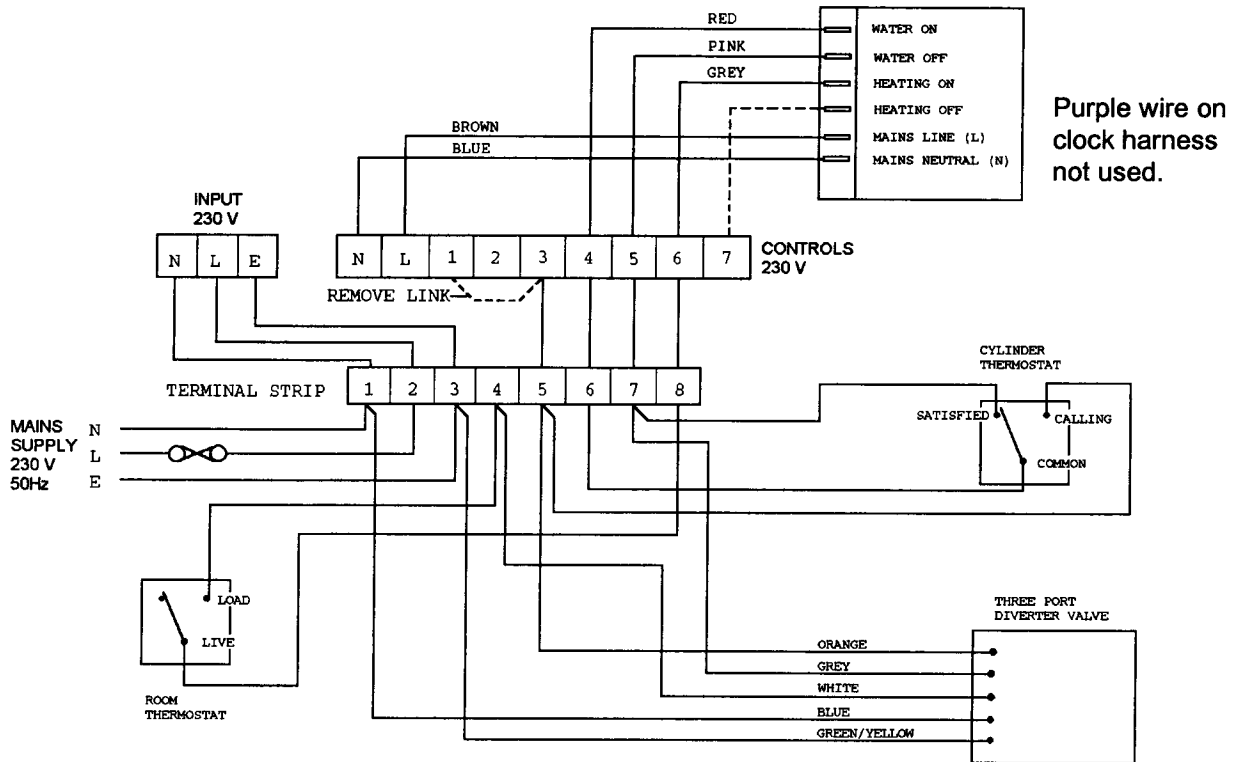 RED
WATER ON
PINK
WATER OFF
GREY
HEATING ON
HEATING OFF
BROWN
MAINS LINE (L)
BLUE
MAINS NEUTRAL (N)
Purple wire on
clock harness
not used.
INPUT
230 V
N L E
N L 1 2 3 4 5 6 7
CONTROLS
230 V
REMOVE LINK
TERMINAL STRIP
1 2 3 4 5 6 7 8
MAINS
SUPPLY
230 V
50Hz
N
L
E
CYLINDER
THERMOSTAT
SATISFIED
CALLING
COMMON
LOAD
LIVE
ROOM
THERMOSTAT
THREE PORT
DIVERTER VALVE
ORANGE
GREY
WHITE
BLUE
GREEN/YELLOW